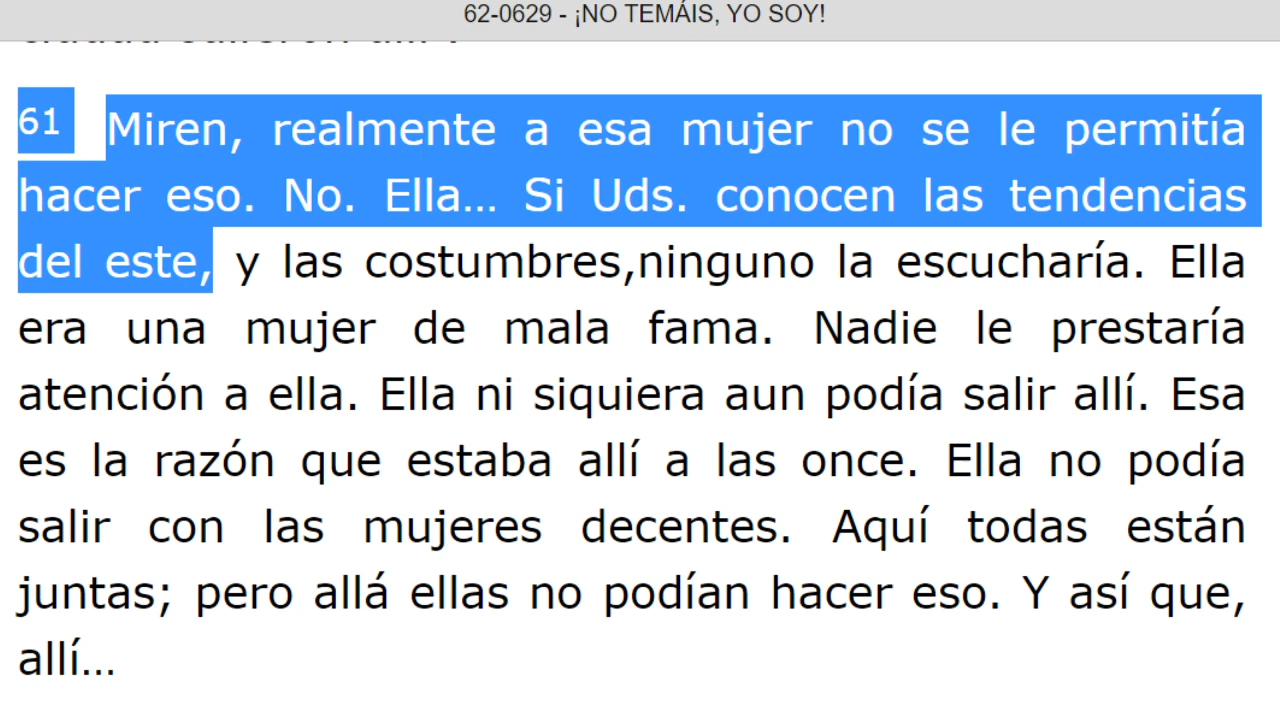 62-0629 - ¡NO TEMÁIS, YO SOY!
61 Miren, realmente a esa mujer no se le permitía
hacer eso. No. Ella... Si Uds. conocen las tendencias
del este, y las costumbres,ninguno la escucharía. Ella
era una mujer de mala fama. Nadie le prestaría
atención a ella. Ella ni siquiera aun podía salir allí. Esa
es la razón que estaba allí a las once. Ella no podía
salir con las mujeres decentes. Aquí todas están
juntas; pero allá ellas no podían hacer eso. Y así que,
allí...